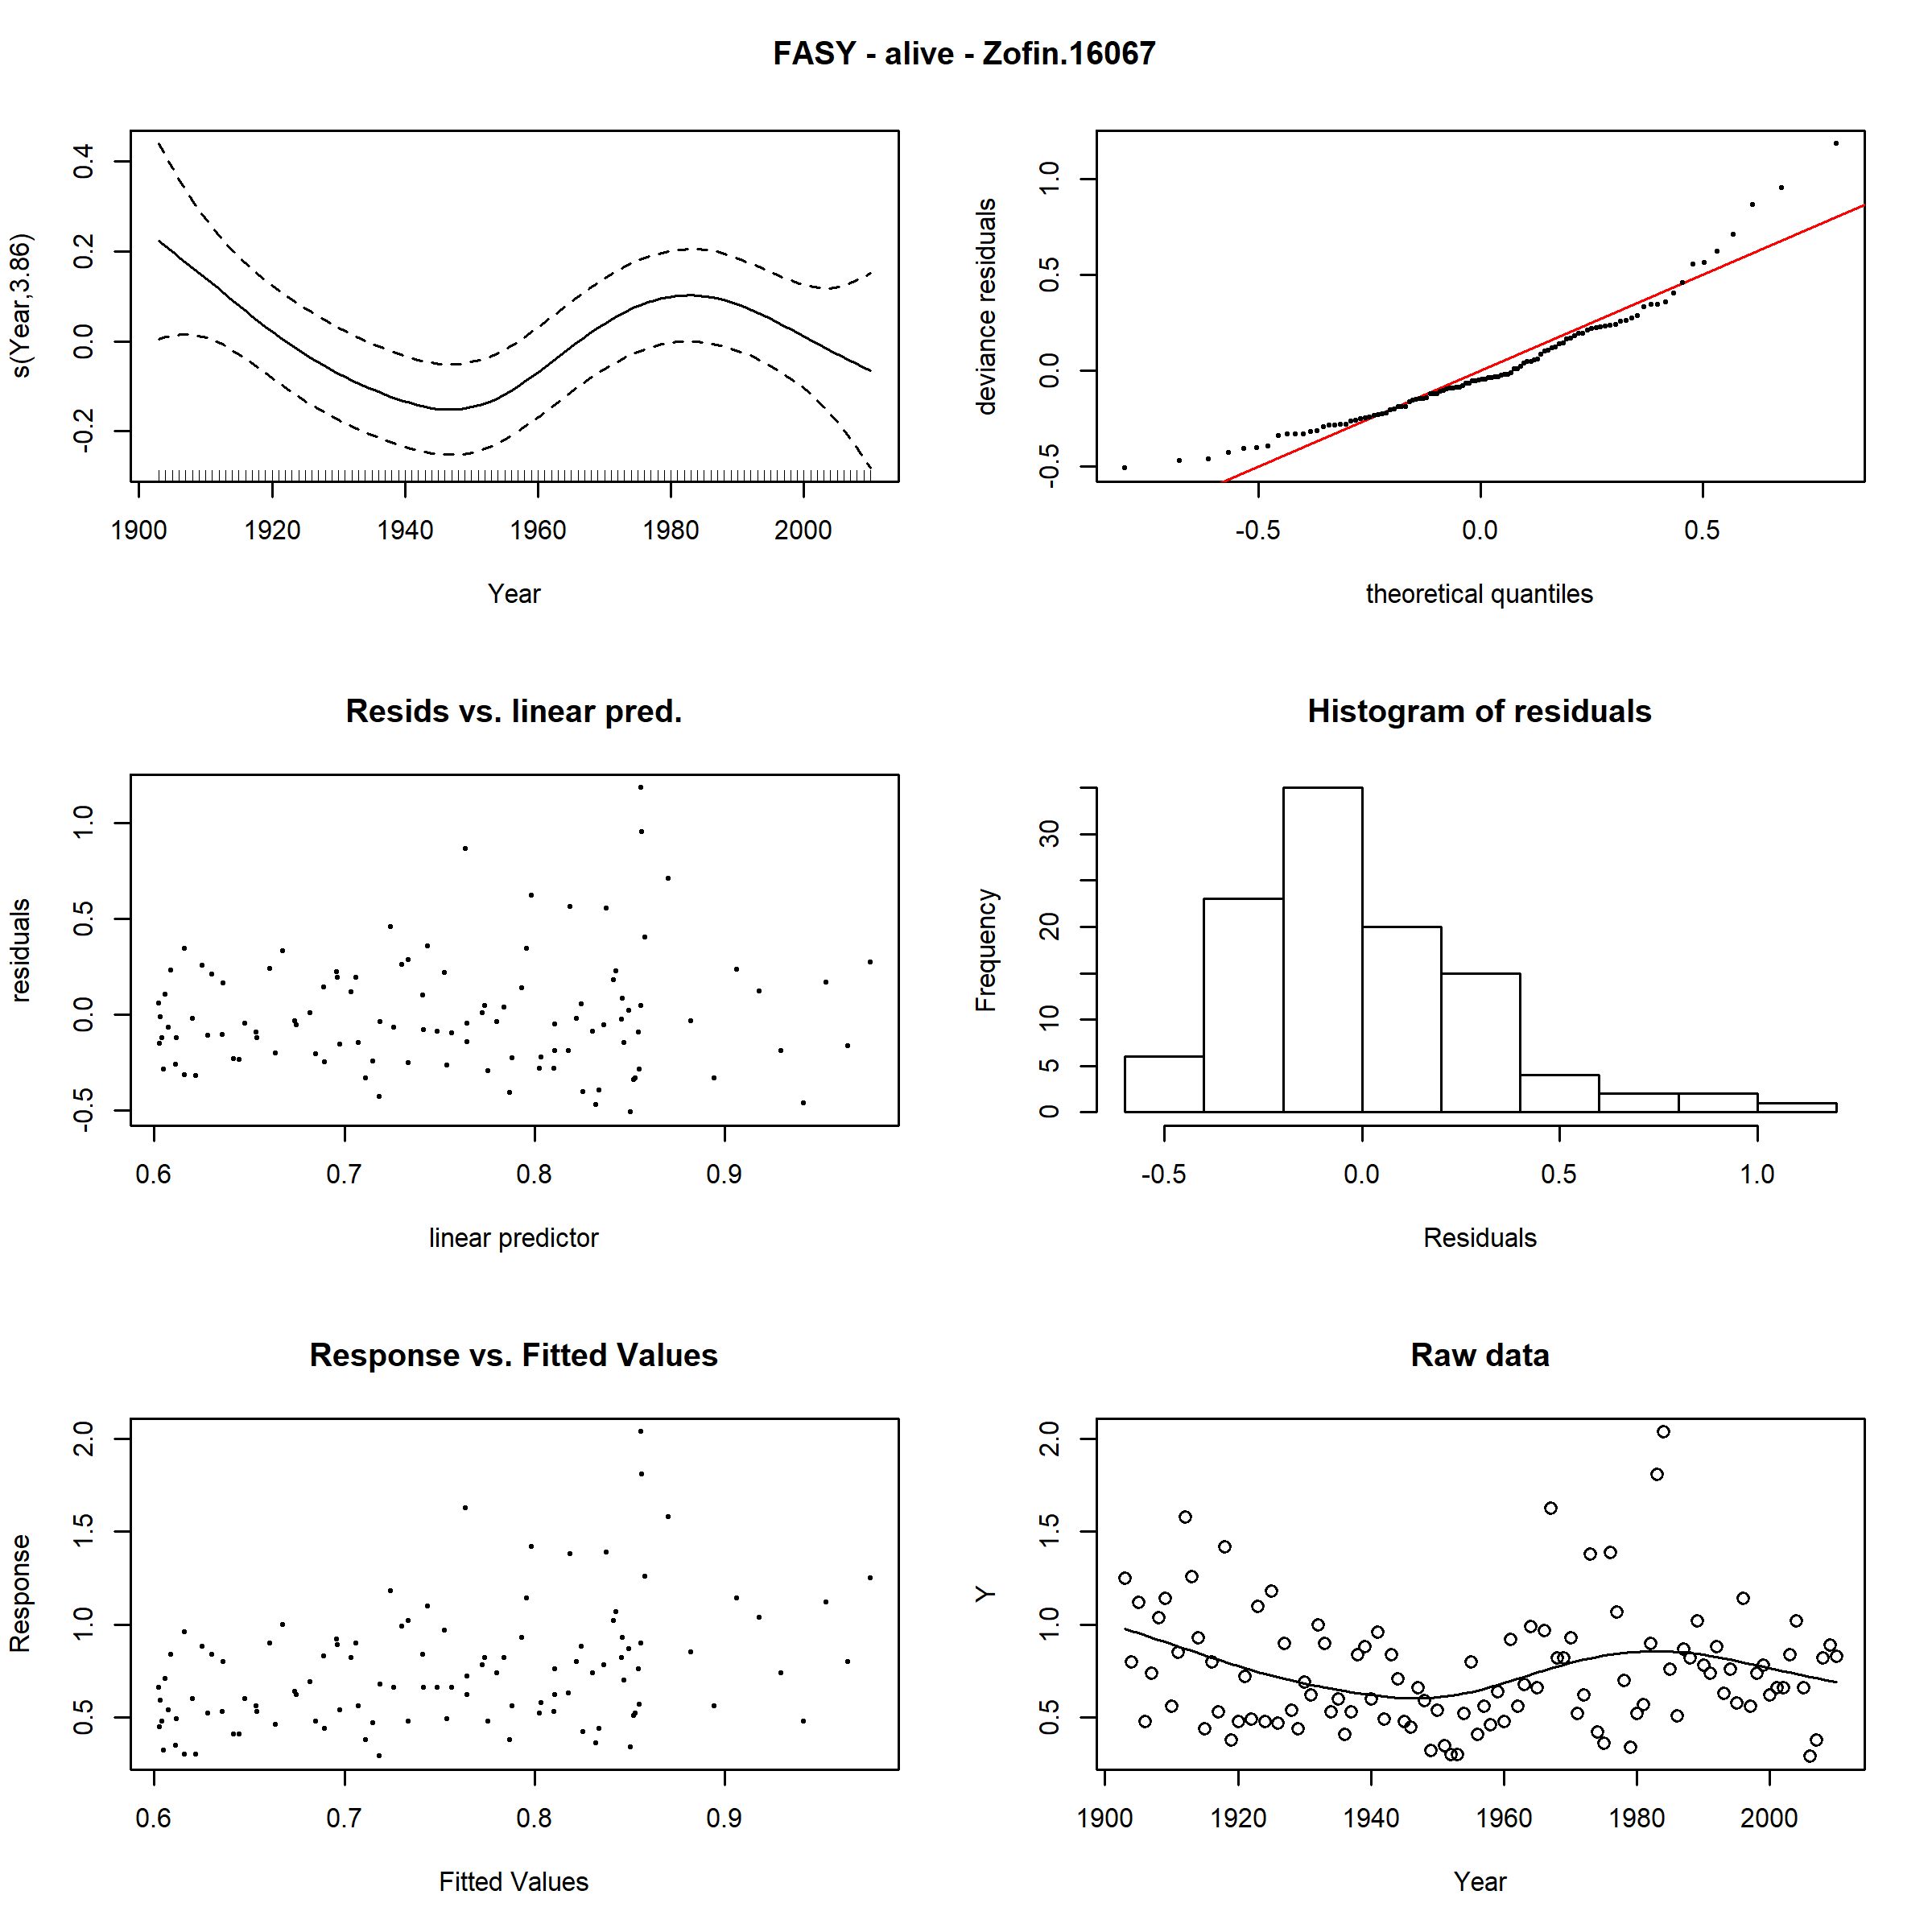 FASY - alive - Zofin.16067
s(Year,3.86)
-0.2 0.0 0.2 0.4
1900 1920 1940 1960 1980 2000
Year
deviance residuals
-0.5 0.0 0.5 1.0
-0.5 0.0 0.5
theoretical quantiles
Resids vs. linear pred.
residuals
-0.5 0.0 0.5 1.0
0.6 0.7 0.8 0.9
linear predictor
Histogram of residuals
Frequency
0 5 10 20 30
-0.5 0.0 0.5 1.0
Residuals
Response vs. Fitted Values
Response
0.5 1.0 1.5 2.0
0.6 0.7 0.8 0.9
Fitted Values
Raw data
Y
0.5 1.0 1.5 2.0
1900 1920 1940 1960 1980 2000
Year